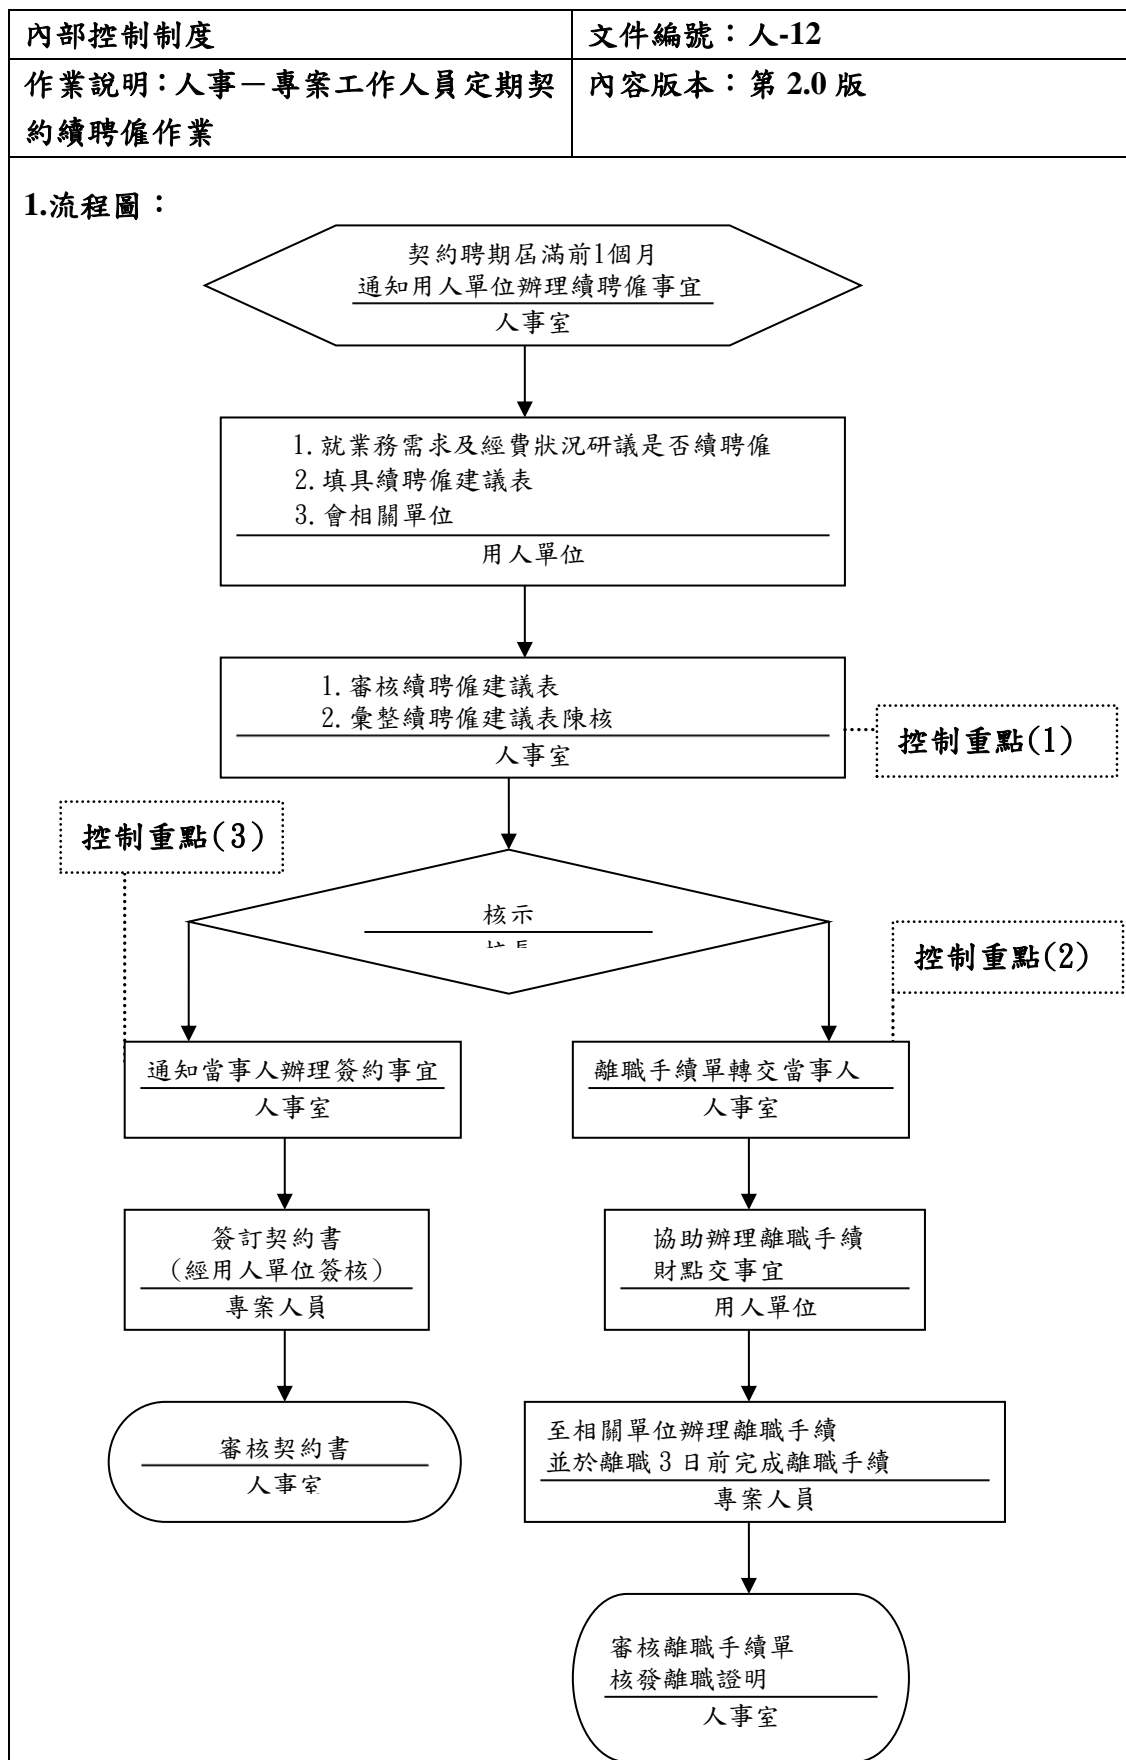 內部控制制度
文件編號：人-12
作業說明：人事－專案工作人員定期契
約續聘僱作業
內容版本：第 2.0 版
1.流程圖：
契約聘期屆滿前1個月
通知用人單位辦理續聘僱事宜
人事室
1.就業務需求及經費狀況研議是否續聘僱
2.填具續聘僱建議表
3.會相關單位
用人單位
1.審核續聘僱建議表
2.彙整續聘僱建議表陳核
人事室
控制重點(1)
控制重點(3)
核示
控制重點(2)
通知當事人辦理簽約事宜
人事室
離職手續單轉交當事人
人事室
簽訂契約書
(經用人單位簽核)
專案人員
協助辦理離職手續
財點交事宜
用人單位
審核契約書
人事室
至相關單位辦理離職手續
並於離職 3 日前完成離職手續
專案人員
審核離職手續單
核發離職證明
人事室